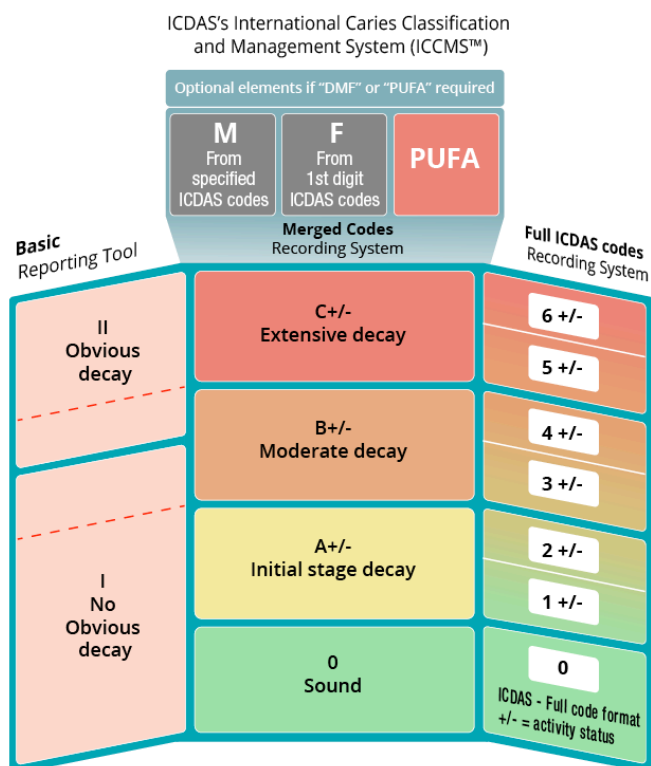 ICDAS's International Caries Classification
and Management System (ICCMS™)
Optional elements if "DMF" or "PUFA" required
M
From
specified
ICDAS codes
F
From
1st digit
ICDAS codes
PUFA
Basic
Reporting Tool
Merged Codes
Recording System
Full ICDAS codes
Recording System
II
Obvious
decay
I
No
Obvious
decay
C+/-
Extensive decay
B+/-
Moderate decay
A+/-
Initial stage decay
0
Sound
6 +/-
5 +/-
4 +/-
3 +/-
2 +/-
1 +/-
0
ICDAS - Full code format
+/- = activity status